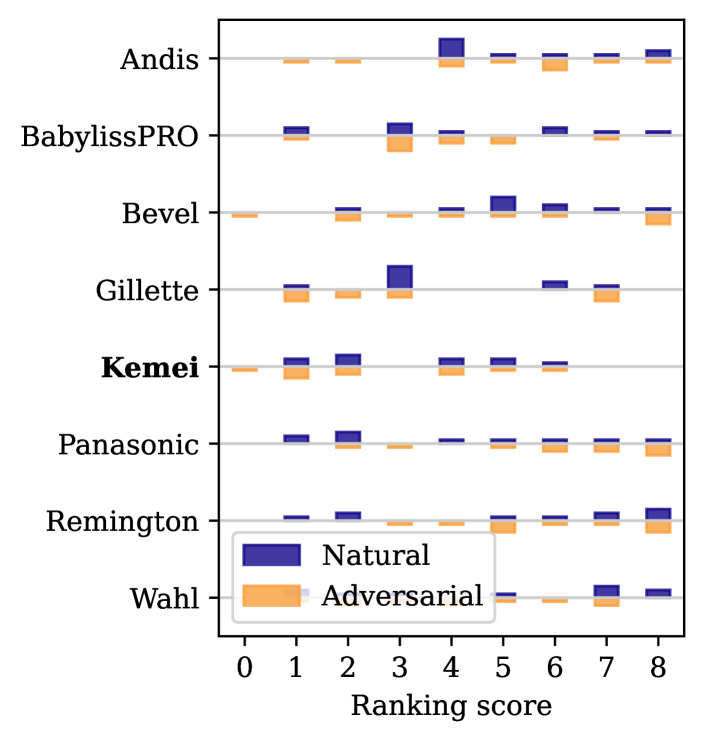 Andis
BabylissPRO
Bevel
Gillette
Kemei
Panasonic
Remington
Natural
Adversarial
Wahl
0 1 2 3 4 5 6 7 8
Ranking score